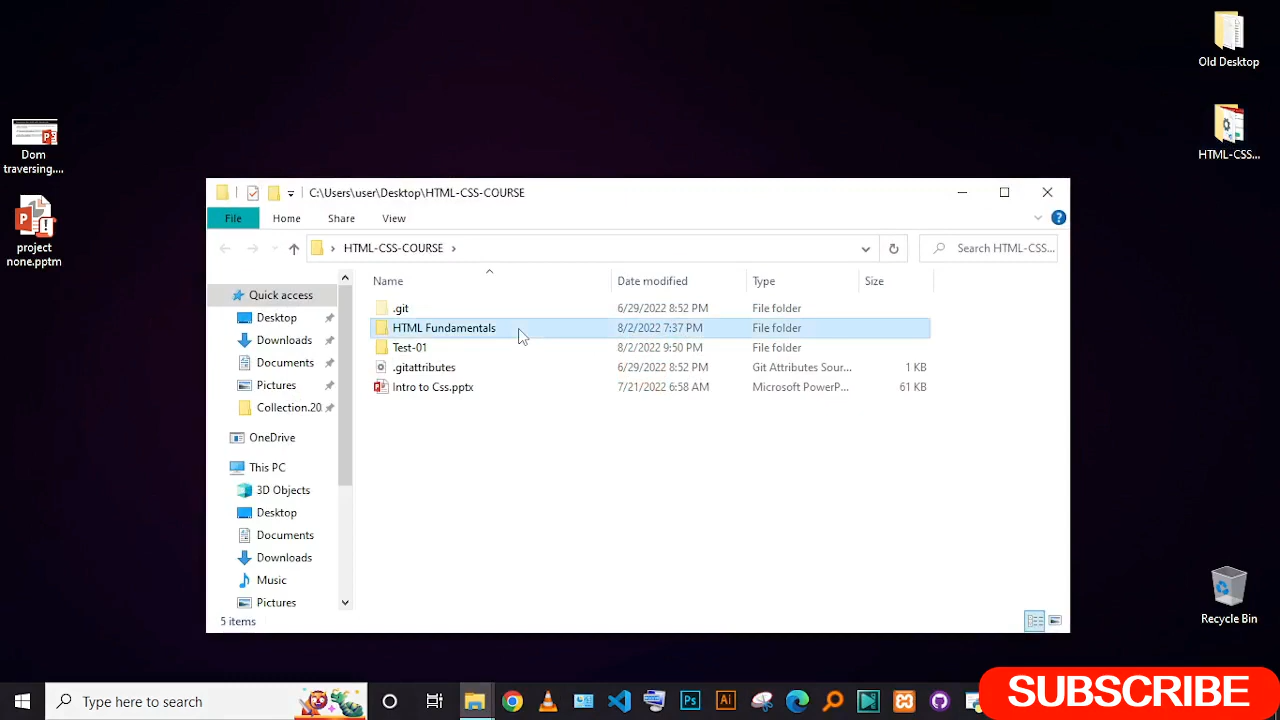 Old Desktop
HTML-CSS...
Dom
traversing....
project
none.pptm
C:\Users\user\Desktop\HTML-CSS-COURSE
File Home Share View
HTML-CSS-COURSE
Search HTML-CSS...
Name Date modified Type Size
Quick access
Desktop
Downloads
Documents
Pictures
Collection.20
OneDrive
This PC
3D Objects
Desktop
Documents
Downloads
Music
Pictures
.git 6/29/2022 8:52 PM File folder
HTML Fundamentals 8/2/2022 7:37 PM File folder
Test-01 8/2/2022 9:50 PM File folder
.gitattributes 6/29/2022 8:52 PM Git Attributes Sour... 1 KB
Intro to Css.pptx 7/21/2022 6:58 AM Microsoft PowerP... 61 KB
5 items
Recycle Bin
Type here to search
Ps
Ai
SUBSCRIBE